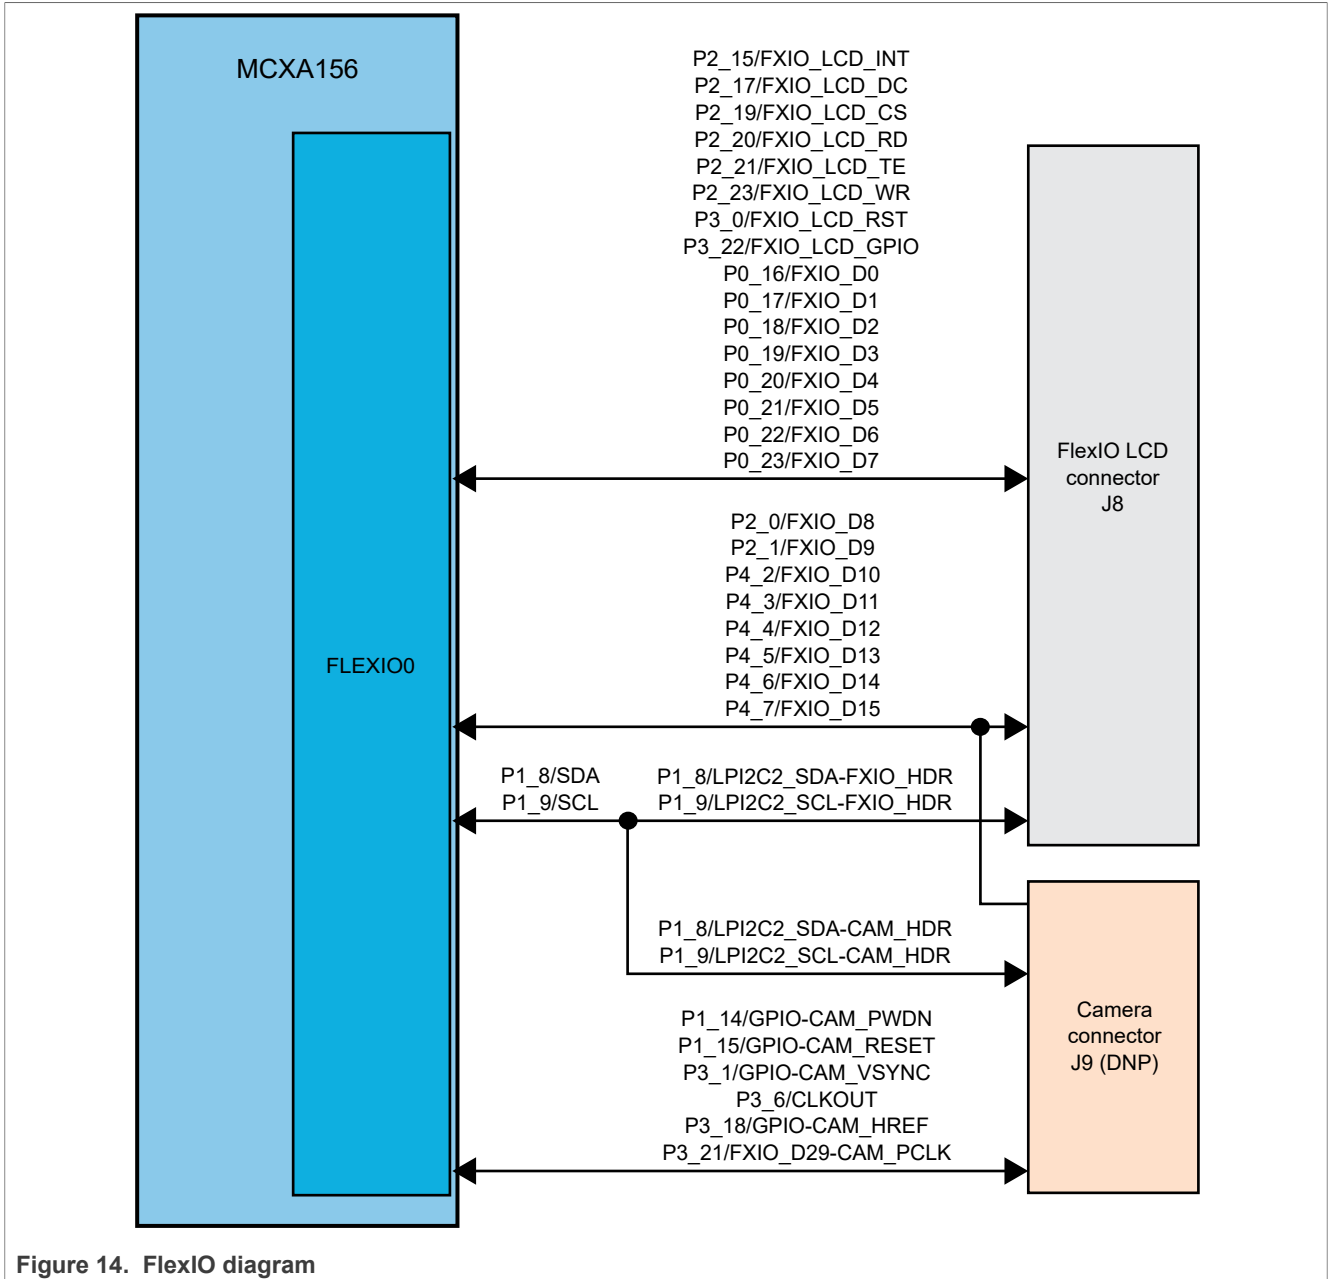 MCXA156
FLEXIO0
P2_15/FXIO_LCD_INT
P2_17/FXIO_LCD_DC
P2_19/FXIO_LCD_CS
P2_20/FXIO_LCD_RD
P2_21/FXIO_LCD_TE
P2_23/FXIO_LCD_WR
P3_0/FXIO_LCD_RST
P3_22/FXIO_LCD_GPIO
P0_16/FXIO_D0
P0_17/FXIO_D1
P0_18/FXIO_D2
P0_19/FXIO_D3
P0_20/FXIO_D4
P0_21/FXIO_D5
P0_22/FXIO_D6
P0_23/FXIO_D7
P2_0/FXIO_D8
P2_1/FXIO_D9
P4_2/FXIO_D10
P4_3/FXIO_D11
P4_4/FXIO_D12
P4_5/FXIO_D13
P4_6/FXIO_D14
P4_7/FXIO_D15
P1_8/SDA
P1_9/SCL
P1_8/LPI2C2_SDA-FXIO_HDR
P1_9/LPI2C2_SCL-FXIO_HDR
P1_8/LPI2C2_SDA-CAM_HDR
P1_9/LPI2C2_SCL-CAM_HDR
P1_14/GPIO-CAM_PWDN
P1_15/GPIO-CAM_RESET
P3_1/GPIO-CAM_VSYNC
P3_6/CLKOUT
P3_18/GPIO-CAM_HREF
P3_21/FXIO_D29-CAM_PCLK
FlexIO LCD
connector
J8
Camera
connector
J9 (DNP)
Figure 14. FlexIO diagram